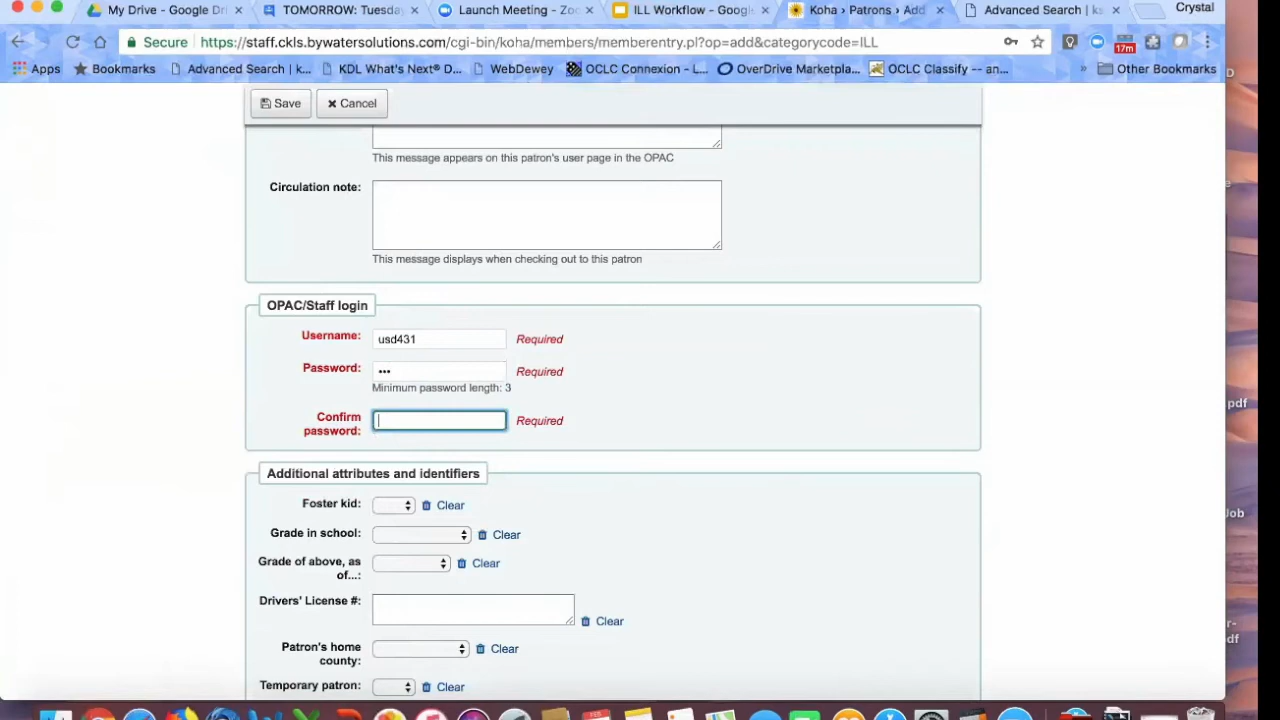 My Drive - Google Dri
TOMORROW: Tuesda
Launch Meeting - Zoo
ILL Workflow - Google
Koha › Patrons › Add
Advanced Search | ks
Crystal
Secure
https://staff.ckls.bywatersolutions.com/cgi-bin/koha/members/memberentry.pl?op=add&categorycode=ILL
17m
Apps
Bookmarks
Advanced Search | k...
KDL What's Next® D...
WebDewey
OCLC Connexion - L...
OverDrive Marketpla...
OCLC Classify -- an...
»
Other Bookmarks
Save
Cancel
This message appears on this patron's user page in the OPAC
Circulation note:
This message displays when checking out to this patron
OPAC/Staff login
Username: usd431 Required
Password: ••• Required
Minimum password length: 3
Confirm
password:
Required
Additional attributes and identifiers
Foster kid: Clear
Grade in school: Clear
Grade of above, as
of...:
Clear
Drivers' License #:
Clear
Patron's home
county:
Clear
Temporary patron: Clear
pdf
Job
r-
df
FEB